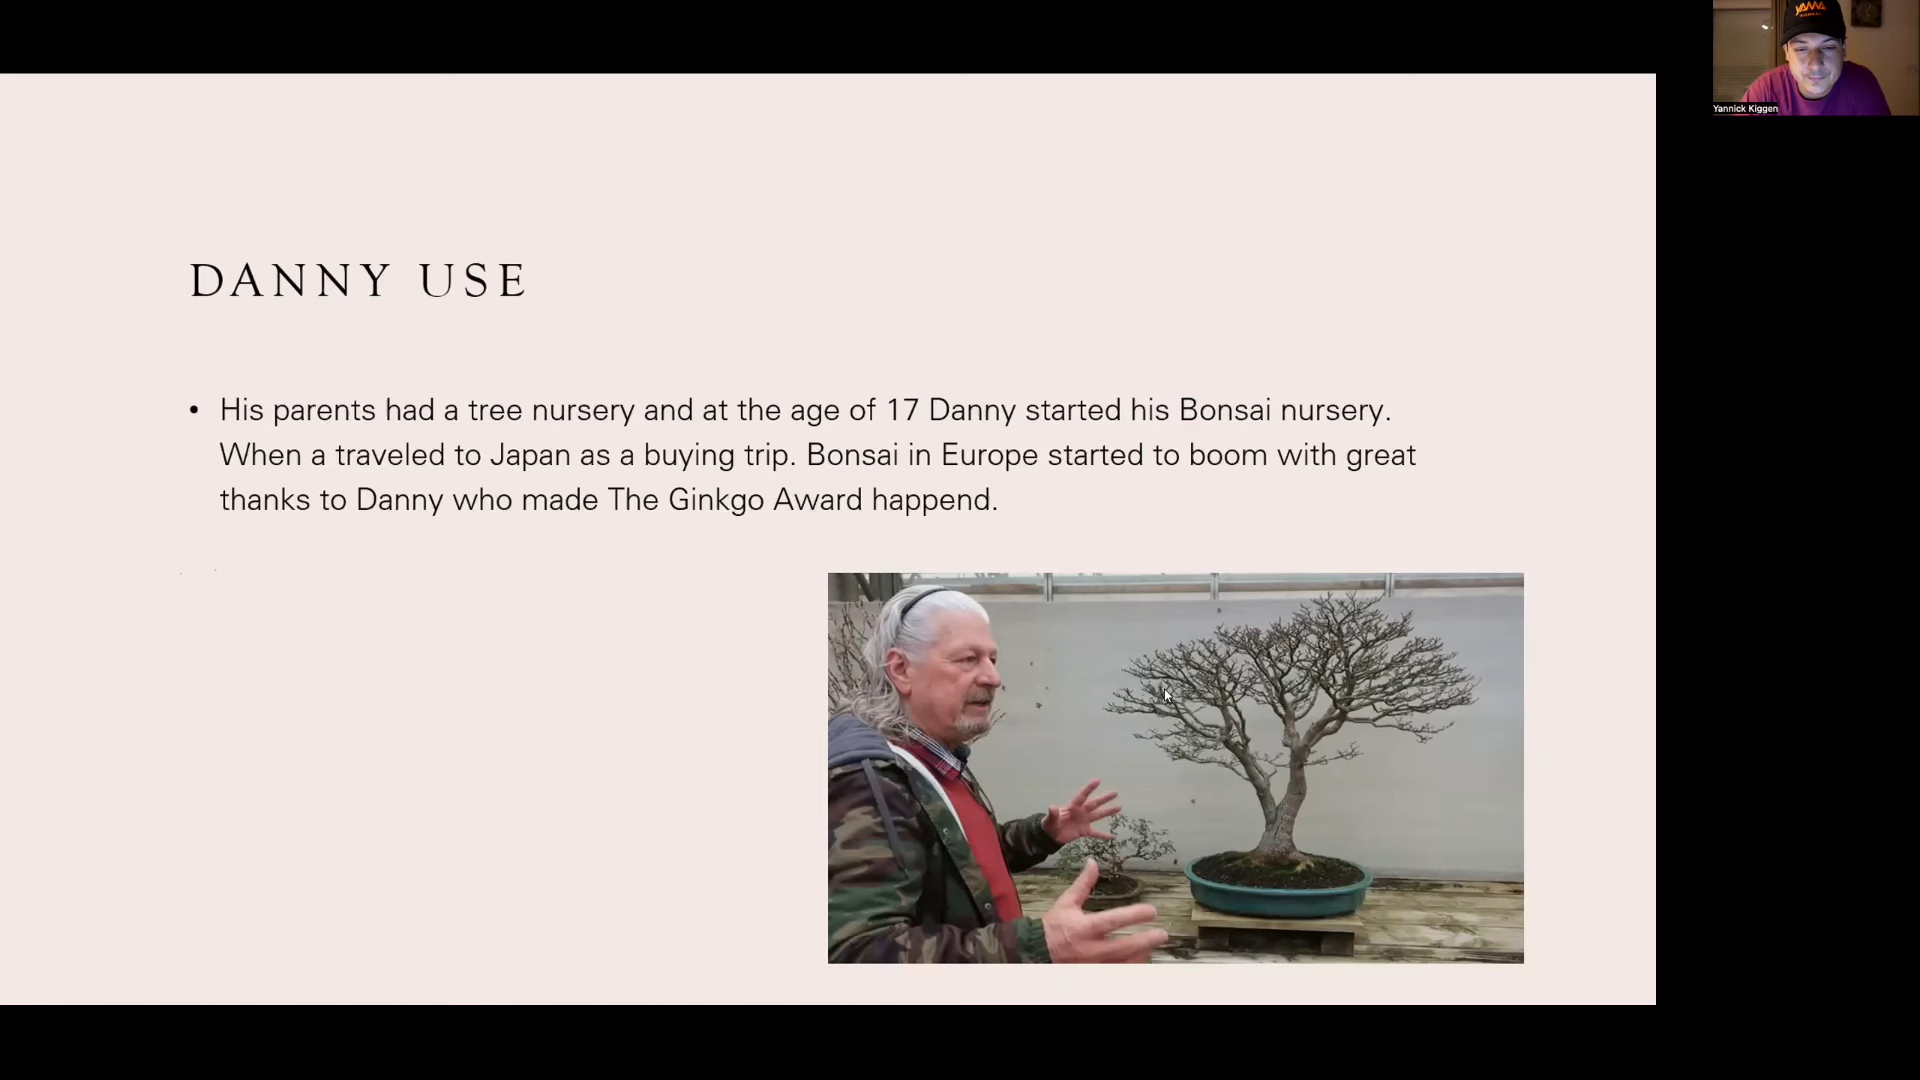 YAMA
BONSAI
Yannick Kiggen
DANNY USE
• His parents had a tree nursery and at the age of 17 Danny started his Bonsai nursery.
When a traveled to Japan as a buying trip. Bonsai in Europe started to boom with great
thanks to Danny who made The Ginkgo Award happend.